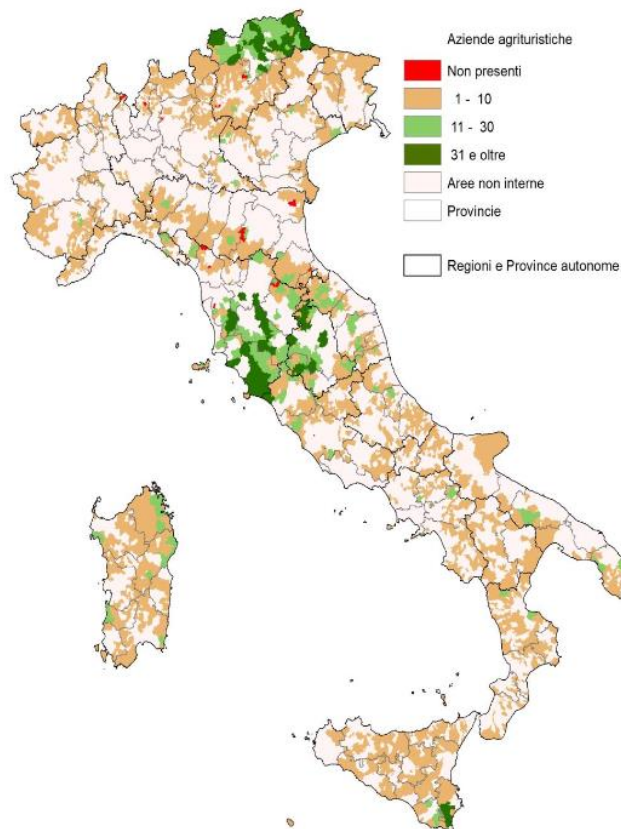 Aziende agrituristiche
Non presenti
1 - 10
11 - 30
31 e oltre
Aree non interne
Provincie
Regioni e Province autonome